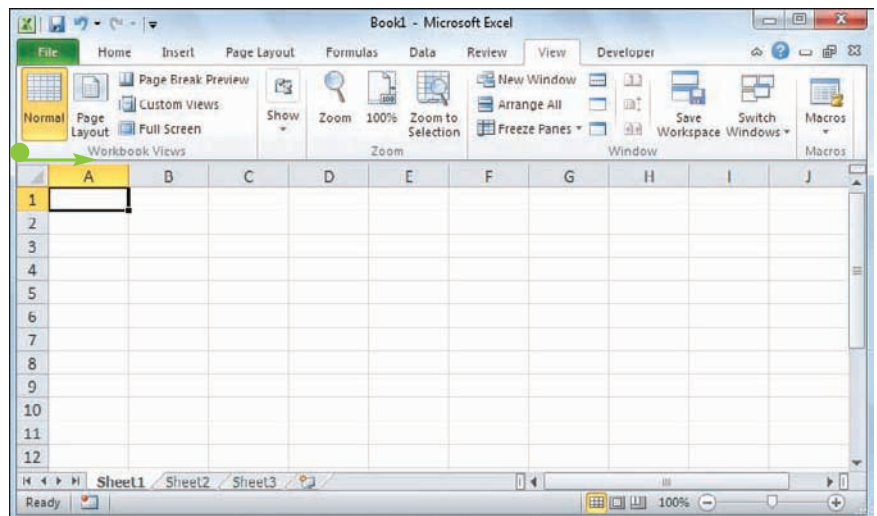 Book1 - Microsoft Excel
File Home Insert Page Layout Formulas Data Review View Developer
Normal
Page Layout
Page Break Preview
Custom Views
Full Screen
Workbook Views
Show
Zoom
100%
Zoom to Selection
Zoom
New Window
Arrange All
Freeze Panes
Save Workspace
Switch Windows
Window
Macros
Macros
A B C D E F G H I J
1
2
3
4
5
6
7
8
9
10
11
12
Sheet1 Sheet2 Sheet3
Ready 100%